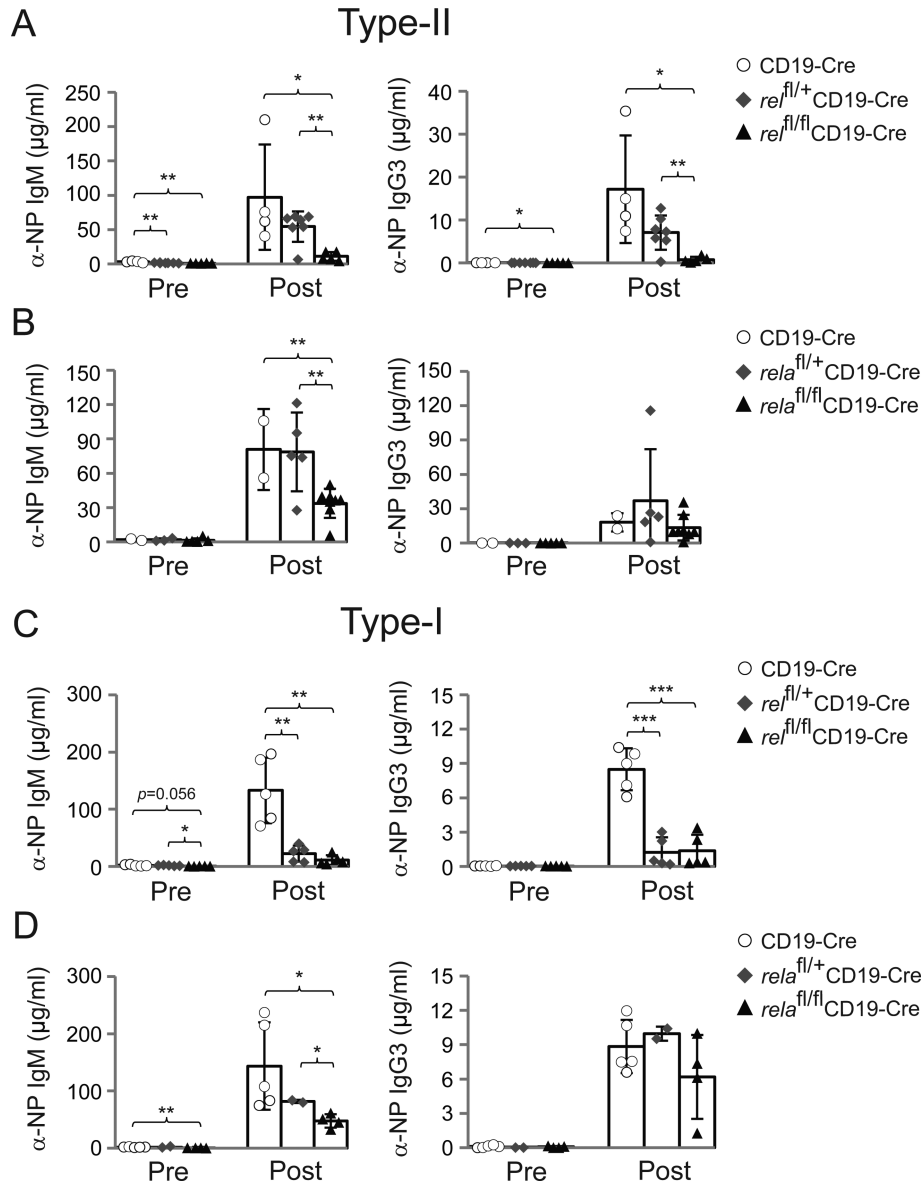 A
Type-II
α-NP IgM (µg/ml)
250
200
150
100
50
0
**
**
*
**
Pre
Post
α-NP IgG3 (µg/ml)
40
30
20
10
0
*
*
**
Pre
Post
CD19-Cre
rel fl/+CD19-Cre
rel fl/flCD19-Cre
B
α-NP IgM (µg/ml)
150
120
90
60
30
0
**
**
Pre
Post
α-NP IgG3 (µg/ml)
150
120
90
60
30
0
Pre
Post
CD19-Cre
rela fl/+CD19-Cre
rela fl/flCD19-Cre
C
Type-I
α-NP IgM (µg/ml)
300
200
100
0
p=0.056
*
**
**
Pre
Post
α-NP IgG3 (µg/ml)
15
12
9
6
3
0
***
***
Pre
Post
CD19-Cre
rel fl/+CD19-Cre
rel fl/flCD19-Cre
D
α-NP IgM (µg/ml)
300
200
100
0
**
*
*
Pre
Post
α-NP IgG3 (µg/ml)
15
12
9
6
3
0
Pre
Post
CD19-Cre
rela fl/+CD19-Cre
rela fl/flCD19-Cre